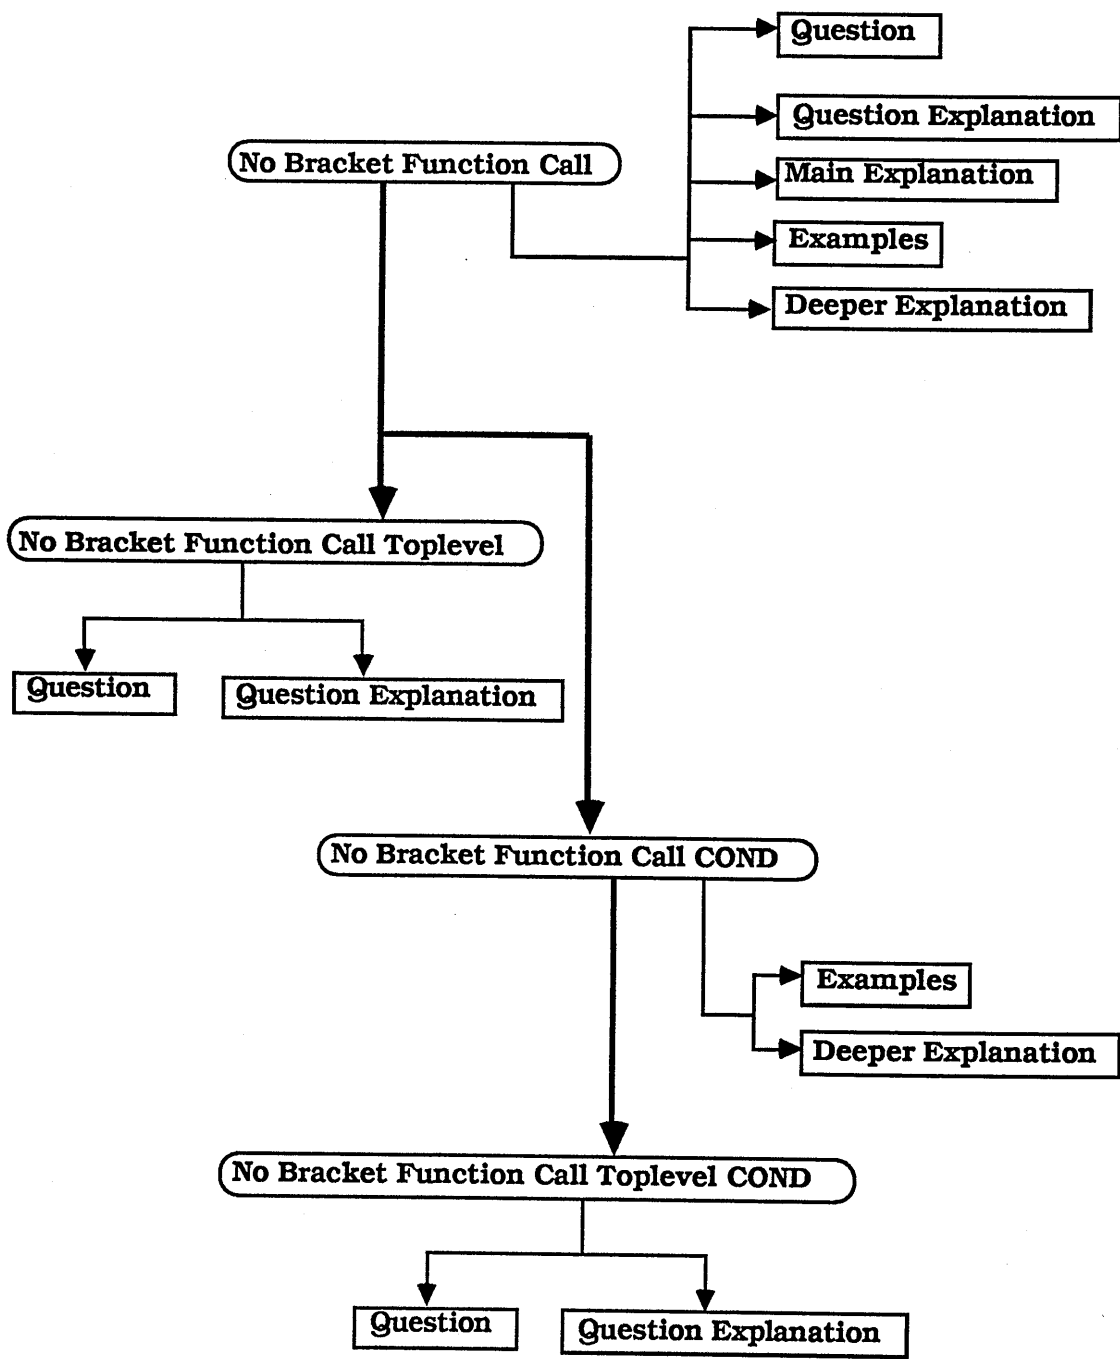 Question
Question Explanation
No Bracket Function Call
Main Explanation
Examples
Deeper Explanation
No Bracket Function Call Toplevel
Question
Question Explanation
No Bracket Function Call COND
Examples
Deeper Explanation
No Bracket Function Call Toplevel COND
Question
Question Explanation